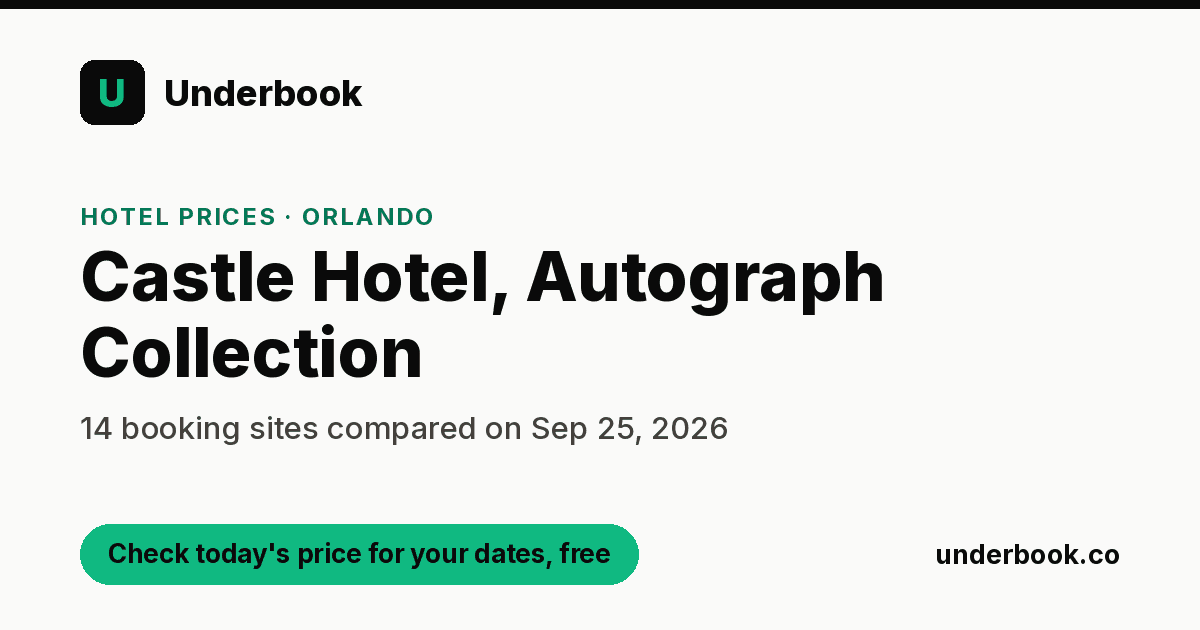 U
Underbook
HOTEL PRICES · ORLANDO
Castle Hotel, Autograph
Collection
14 booking sites compared on Sep 25, 2026
Check today's price for your dates, free
underbook.co